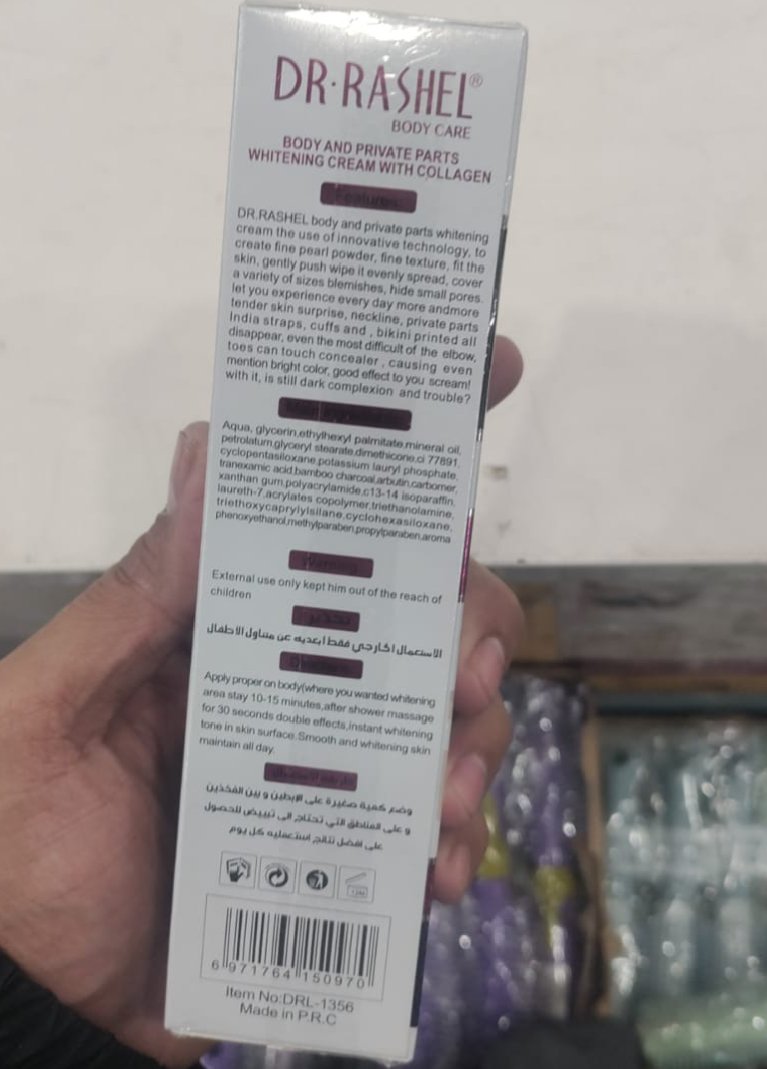 DR·RASHEL®
BODY CARE
BODY AND PRIVATE PARTS
WHITENING CREAM WITH COLLAGEN
Features
DR.RASHEL body and private parts whitening
cream the use of innovative technology, to
create fine pearl powder, fine texture, fit the
skin, gently push wipe it evenly spread, cover
a variety of sizes blemishes, hide small pores.
let you experience every day more andmore
tender skin surprise, neckline, private parts
India straps, cuffs and , bikini printed all
disappear, even the most difficult of the elbow,
toes can touch concealer , causing even
mention bright color, good effect to you scream!
with it, is still dark complexion and trouble?
Aqua, glycerin,ethylhexyl palmitate,mineral oil,
petrolatum,glyceryl stearate,dimethicone,ci 77891,
cyclopentasiloxane,potassium lauryl phosphate,
tranexamic acid,bamboo charcoal,arbutin,carbomer,
xanthan gum,polyacrylamide,c13-14 isoparaffin,
laureth-7,acrylates copolymer,triethanolamine,
triethoxycaprylylsilane,cyclohexasiloxane,
phenoxyethanol,methylparaben,propylparaben,aroma
Warning
External use only kept him out of the reach of
children
تحذير
الاستعمال اكارجي فقط ابعديه عن متناول الاطفال
Apply proper on body(where you wanted whitening
area stay 10-15 minutes,after shower massage
for 30 seconds double effects,instant whitening
tone in skin surface.Smooth and whitening skin
maintain all day.
طريقة الاستعمال
وضع كمية صغيرة على الابطين و بين الفخذين
و على المناطق التي تحتاج الى تبييض للحصول
على افضل نتائج استعمليه كل يوم
6 971764 150970
Item No:DRL-1356
Made in P.R.C